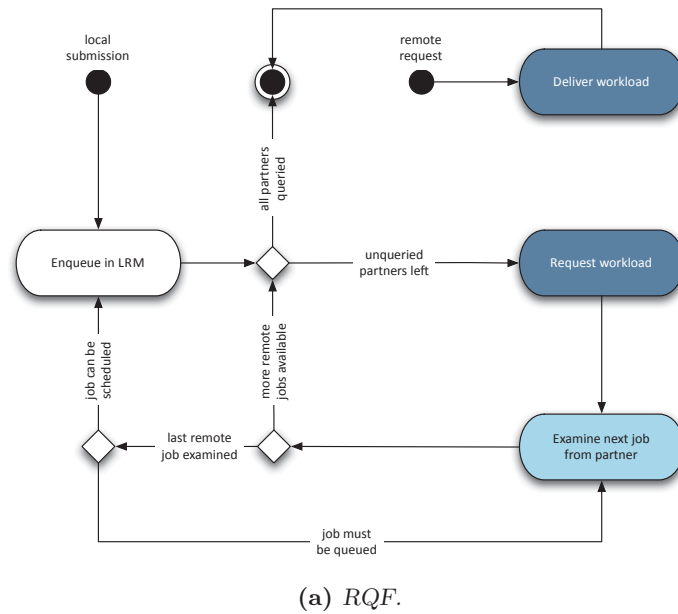 local
submission
remote
request
Deliver workload
all partners
queried
Enqueue in LRM
unqueried
partners left
Request workload
job can be
scheduled
more remote
jobs available
last remote
job examined
Examine next job
from partner
job must
be queued
(a) RQF.